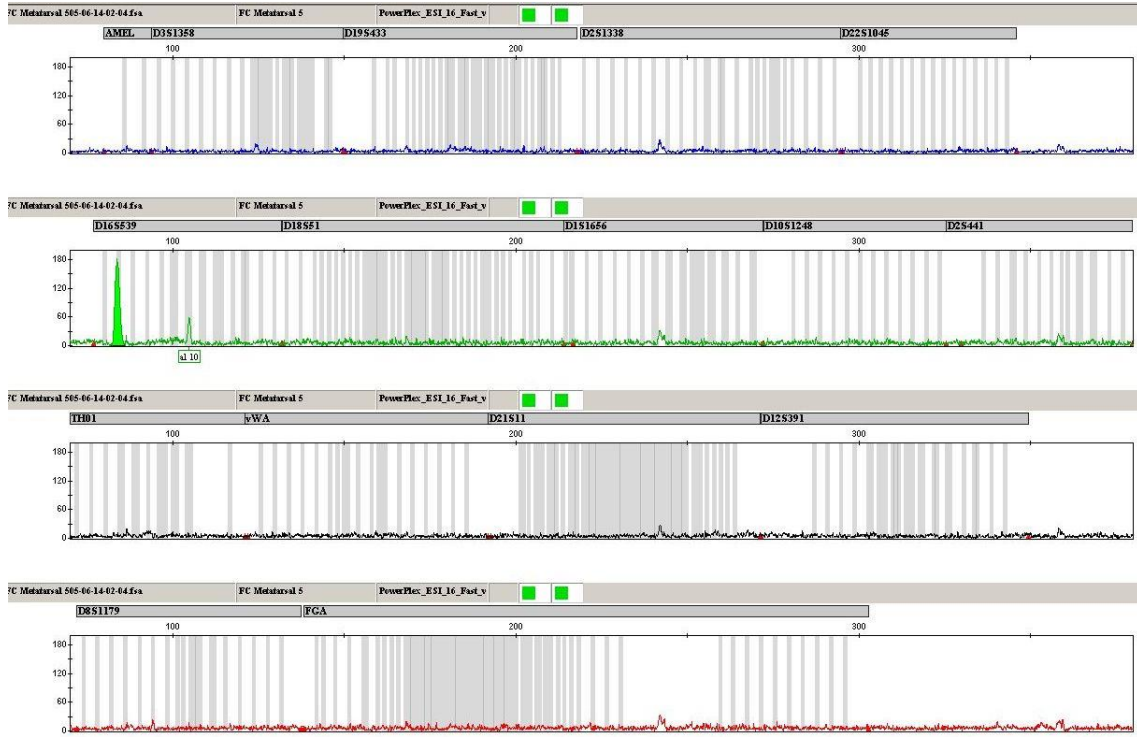 FC Metatarsal 505-06-14-02-04.fsa FC Metatarsal 5 PowerPlex_ESI_16_Fast_v
AMEL D3S1358 D19S433 D2S1338 D22S1045
100 200 300
180
120
60
0
FC Metatarsal 505-06-14-02-04.fsa FC Metatarsal 5 PowerPlex_ESI_16_Fast_v
D16S539 D18S51 D1S1656 D10S1248 D2S441
100 200 300
180
120
60
0
al 10
FC Metatarsal 505-06-14-02-04.fsa FC Metatarsal 5 PowerPlex_ESI_16_Fast_v
TH01 vWA D21S11 D12S391
100 200 300
180
120
60
0
FC Metatarsal 505-06-14-02-04.fsa FC Metatarsal 5 PowerPlex_ESI_16_Fast_v
D8S1179 FGA
100 200 300
180
120
60
0